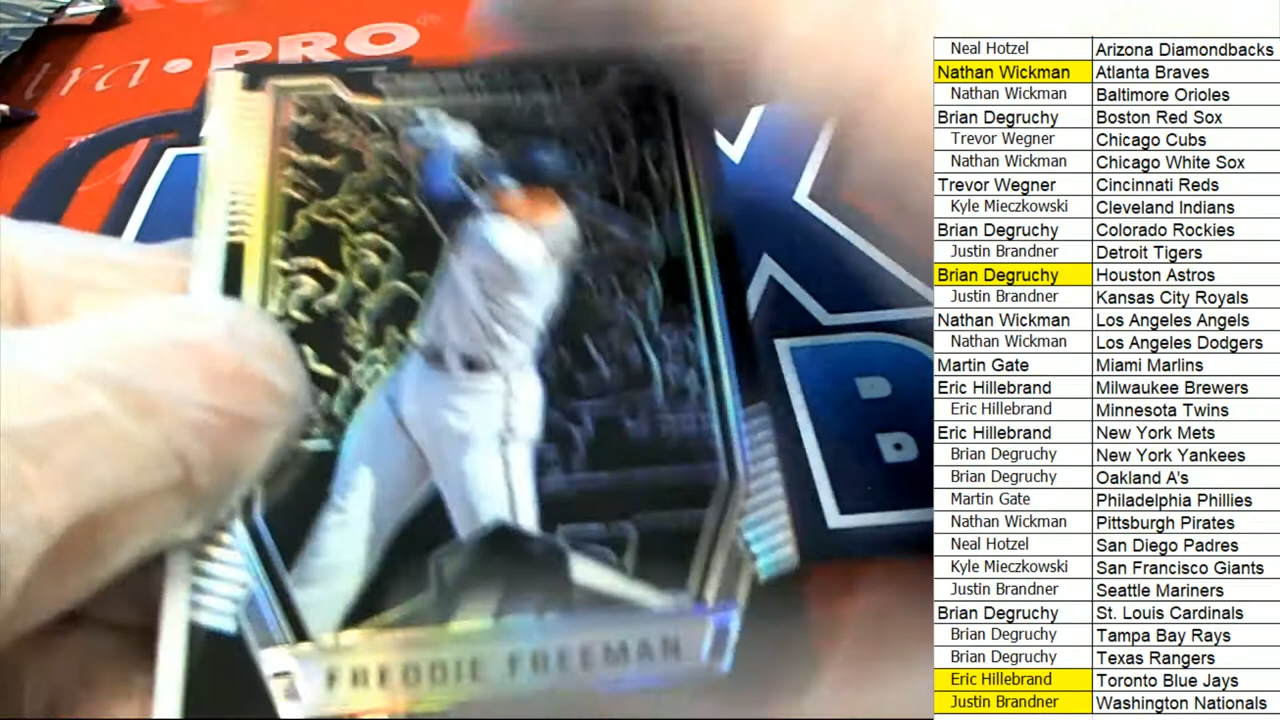 tra • PRO
FREDDIE FREEMAN
Neal Hotzel Arizona Diamondbacks
Nathan Wickman Atlanta Braves
Nathan Wickman Baltimore Orioles
Brian Degruchy Boston Red Sox
Trevor Wegner Chicago Cubs
Nathan Wickman Chicago White Sox
Trevor Wegner Cincinnati Reds
Kyle Mieczkowski Cleveland Indians
Brian Degruchy Colorado Rockies
Justin Brandner Detroit Tigers
Brian Degruchy Houston Astros
Justin Brandner Kansas City Royals
Nathan Wickman Los Angeles Angels
Nathan Wickman Los Angeles Dodgers
Martin Gate Miami Marlins
Eric Hillebrand Milwaukee Brewers
Eric Hillebrand Minnesota Twins
Eric Hillebrand New York Mets
Brian Degruchy New York Yankees
Brian Degruchy Oakland A's
Martin Gate Philadelphia Phillies
Nathan Wickman Pittsburgh Pirates
Neal Hotzel San Diego Padres
Kyle Mieczkowski San Francisco Giants
Justin Brandner Seattle Mariners
Brian Degruchy St. Louis Cardinals
Brian Degruchy Tampa Bay Rays
Brian Degruchy Texas Rangers
Eric Hillebrand Toronto Blue Jays
Justin Brandner Washington Nationals